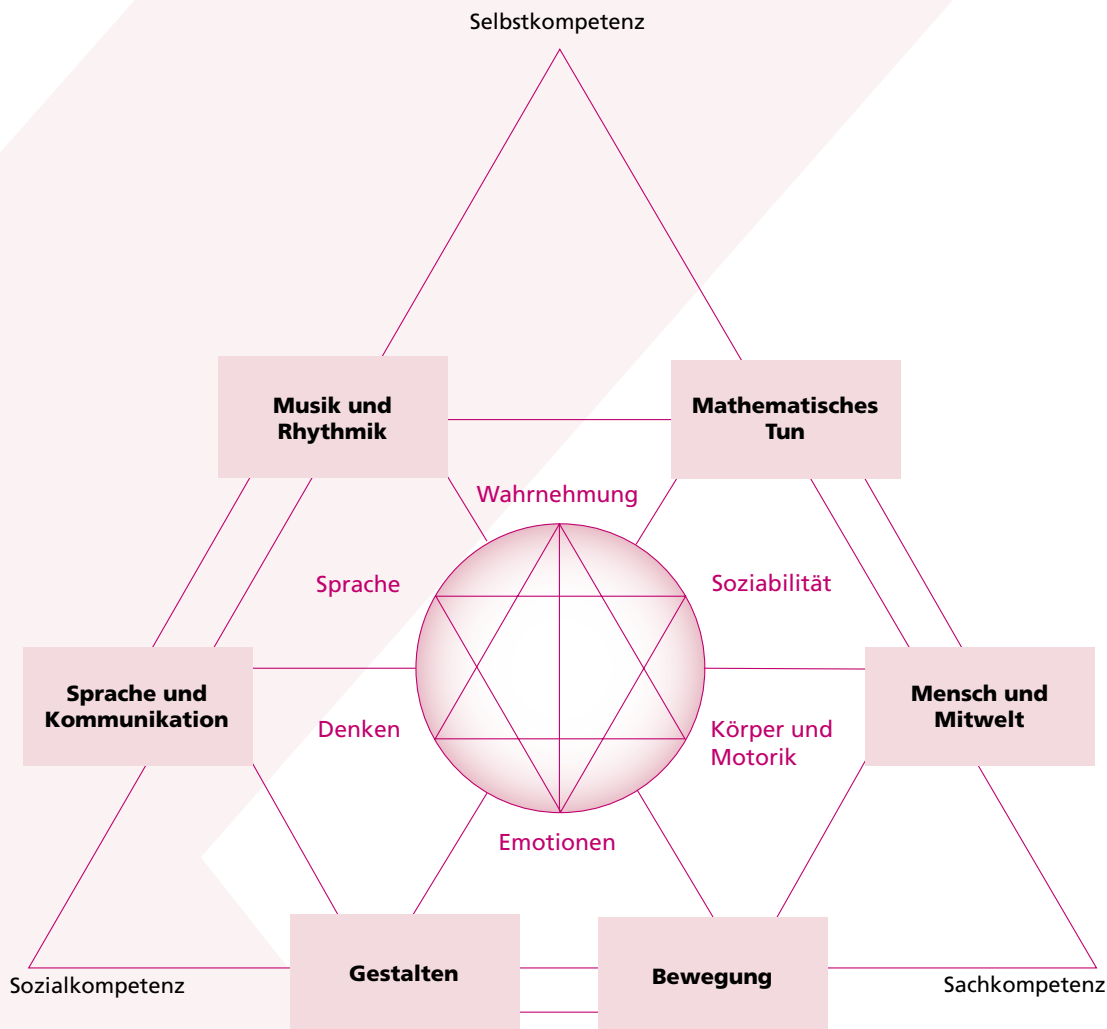 Selbstkompetenz
Musik und
Rhythmik
Mathematisches
Tun
Wahrnehmung
Sprache
Soziabilität
Sprache und
Kommunikation
Mensch und
Mitwelt
Denken
Körper und
Motorik
Emotionen
Gestalten
Bewegung
Sozialkompetenz
Sachkompetenz